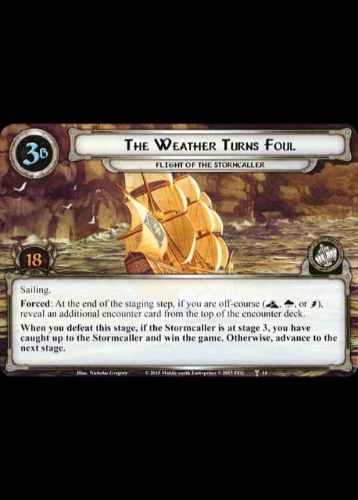 3B
THE WEATHER TURNS FOUL
FLIGHT OF THE STORMCALLER
18
Sailing.
Forced: At the end of the staging step, if you are off-course (, , or ),
reveal an additional encounter card from the top of the encounter deck.
When you defeat this stage, if the Stormcaller is at stage 3, you have
caught up to the Stormcaller and win the game. Otherwise, advance to the
next stage.
Illus. Nicholas Gregory © 2015 Middle-earth Enterprises © 2015 FFG 14